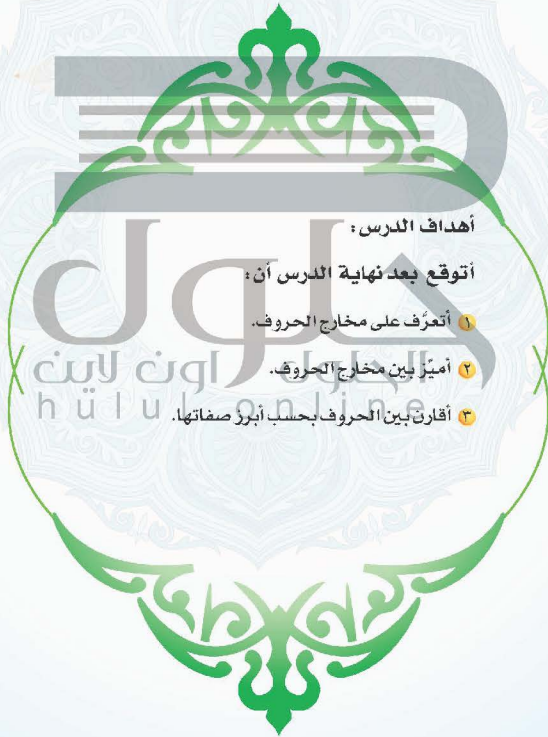 أهداف الدرس:
أتوقع بعد نهاية الدرس أن:
١ أتعرَّف على مخارج الحروف.
٢ أميّز بين مخارج الحروف.
٣ أقارن بين الحروف بحسب أبرز صفاتها.
حلول
الحلول اون لاين
hulul online